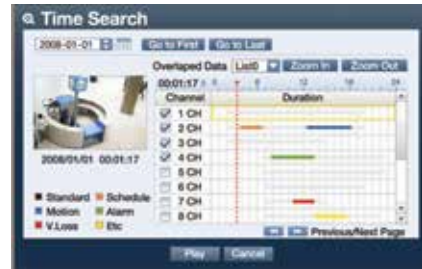 Time Search
2008-01-01 Go to First Go to Last
Overlaped Data List0 Zoom In Zoom Out
00:01:17 0 6 12 18 24
Channel Duration
1 CH
2 CH
3 CH
4 CH
5 CH
6 CH
7 CH
8 CH
2008/01/01 00:01:17
Standard Schedule
Motion Alarm
V.Loss Etc
Previous/Next Page
Play Cancel